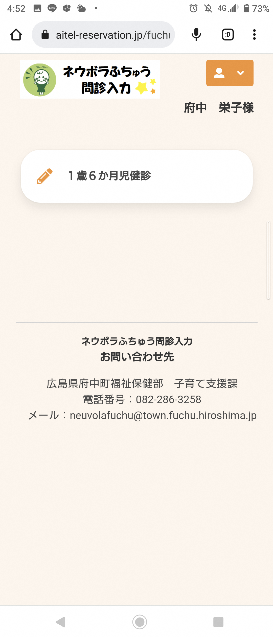 4:52
4G
73%
aitel-reservation.jp/fuchu
:D
ネウボラふちゅう
問診入力
府中　栄子様
１歳６か月児健診
ネウボラふちゅう問診入力
お問い合わせ先
広島県府中町福祉保健部　子育て支援課
電話番号：082-286-3258
メール：neuvolafuchu@town.fuchu.hiroshima.jp